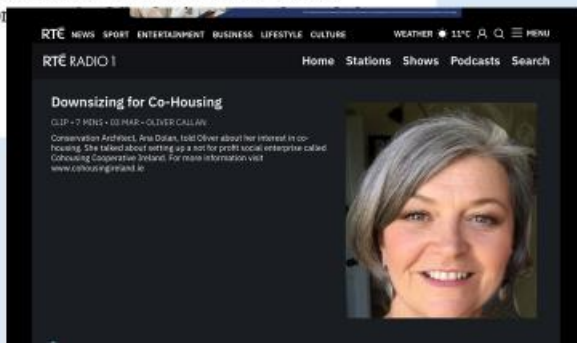 or
RTÉ NEWS SPORT ENTERTAINMENT BUSINESS LIFESTYLE CULTURE WEATHER 11°C MENU
RTÉ RADIO 1 Home Stations Shows Podcasts Search
Downsizing for Co-Housing
CLIP • 7 MINS • 03 MAR • OLIVER CALLAN
Conservation Architect, Ana Dolan, told Oliver about her interest in co-
housing. She talked about setting up a not for profit social enterprise called
Cohousing Cooperative Ireland. For more information visit
www.cohousingireland.ie